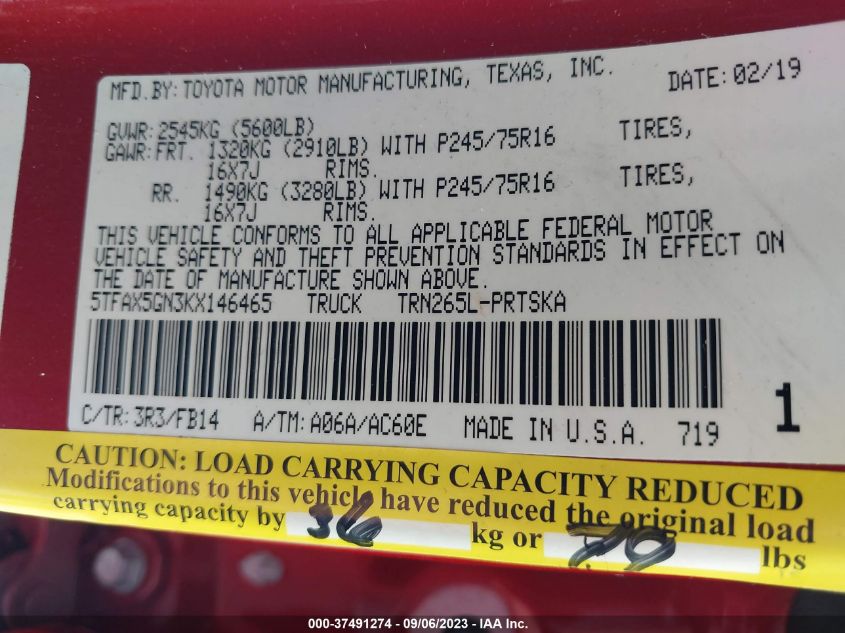 MFD.BY: TOYOTA MOTOR MANUFACTURING, TEXAS, INC. DATE: 02/19
GVWR: 2545KG (5600LB)
GAWR: FRT. 1320KG (2910LB) WITH P245/75R16 TIRES,
16X7J RIMS.
RR. 1490KG (3280LB) WITH P245/75R16 TIRES,
16X7J RIMS.
THIS VEHICLE CONFORMS TO ALL APPLICABLE FEDERAL MOTOR
VEHICLE SAFETY AND THEFT PREVENTION STANDARDS IN EFFECT ON
THE DATE OF MANUFACTURE SHOWN ABOVE.
5TFAX5GN3KX146465 TRUCK TRN265L-PRTSKA
1
C/TR: 3R3/FB14 A/TM: A06A/AC60E MADE IN U.S.A. 719
CAUTION: LOAD CARRYING CAPACITY REDUCED
Modifications to this vehicle have reduced the original load
carrying capacity by 36 kg or 79 lbs
000-37491274 - 09/06/2023 - IAA Inc.